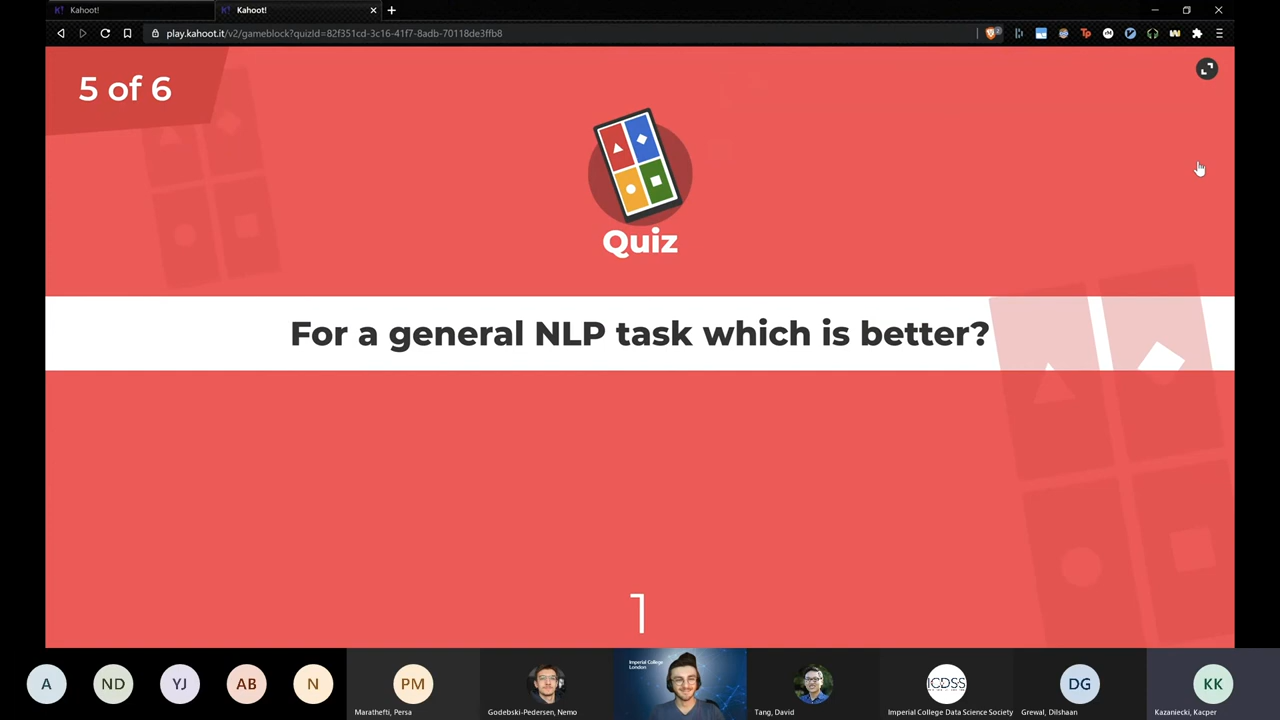 Kahoot!
Kahoot!
play.kahoot.it/v2/gameblock?quizId=82f351cd-3c16-41f7-8adb-70118de3ffb8
5 of 6
Quiz
For a general NLP task which is better?
1
A
ND
YJ
AB
N
PM
Marathefti, Persa
Godebski-Pedersen, Nemo
Imperial College
London
Tang, David
ICDSS
Imperial College Data Science Society
DG
Grewal, Dilshaan
KK
Kazaniecki, Kasper